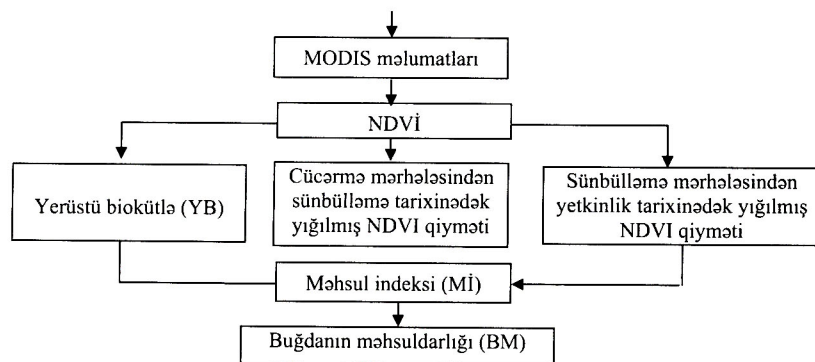 MODIS məlumatları
NDVİ
Yerüstü biokütlə (YB)
Cücərmə mərhələsindən
sünbülləmə tarixinədək
yığılmış NDVI qiyməti
Sünbülləmə mərhələsindən
yetkinlik tarixinədək yığılmış
NDVI qiyməti
Məhsul indeksi (Mİ)
Buğdanın məhsuldarlığı (BM)